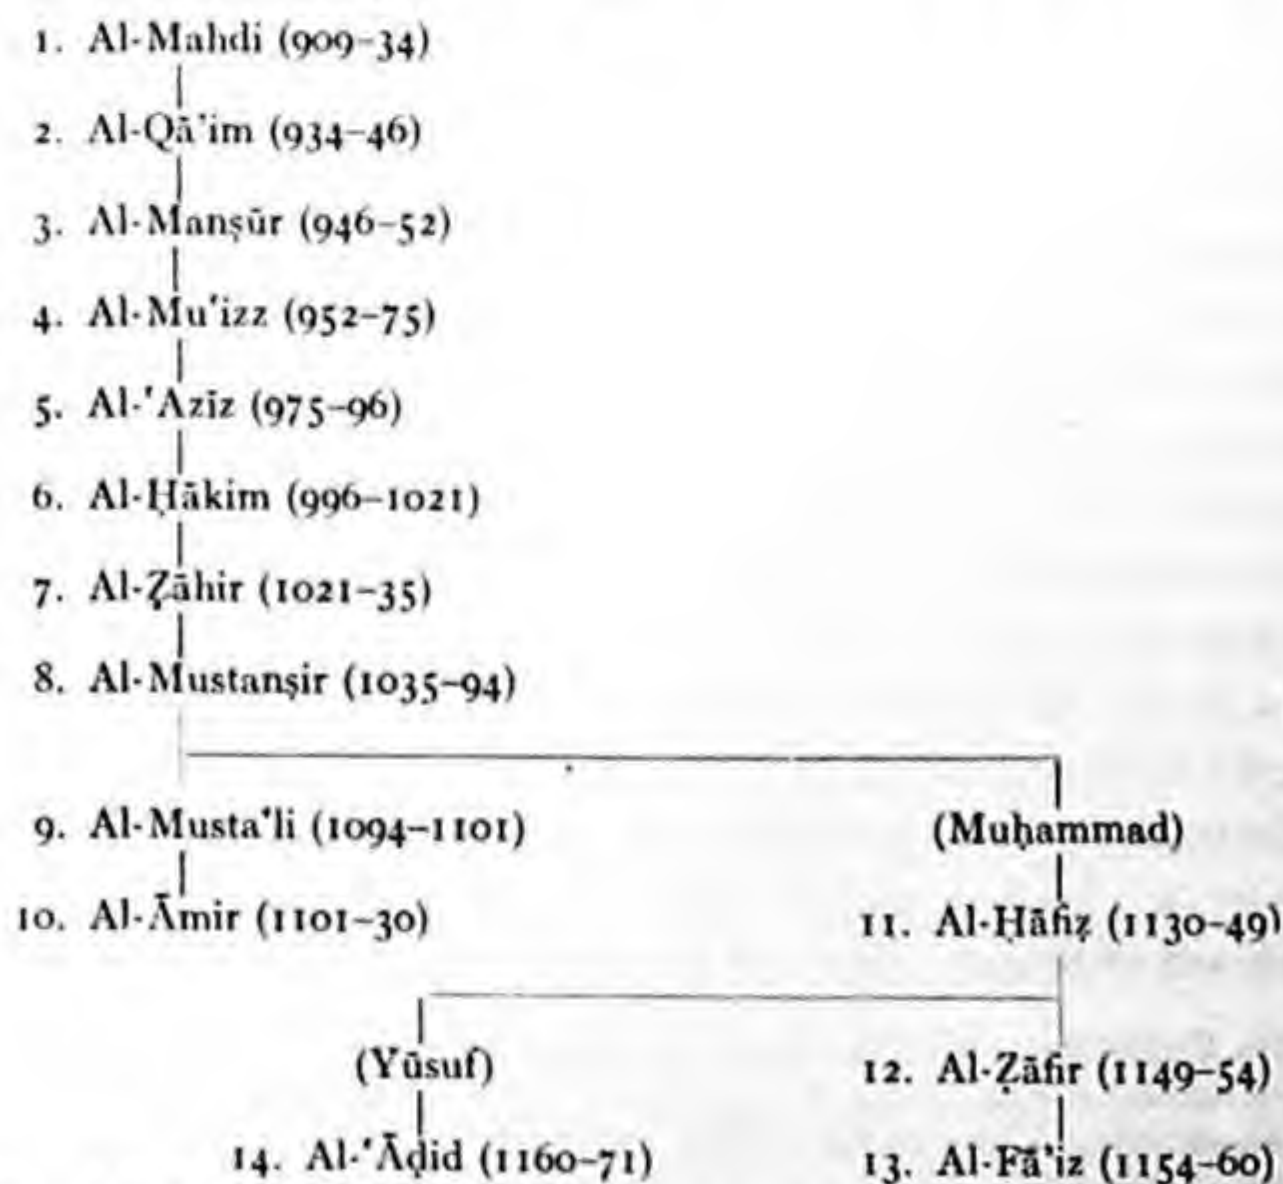 1. Al-Mahdi (909–34)
2. Al-Qā'im (934–46)
3. Al-Manṣūr (946–52)
4. Al-Mu'izz (952–75)
5. Al-'Azīz (975–96)
6. Al-Ḥākim (996–1021)
7. Al-Ẓāhir (1021–35)
8. Al-Mustanṣir (1035–94)
9. Al-Musta'li (1094–1101) (Muḥammad)
10. Al-Āmir (1101–30) 11. Al-Ḥāfiẓ (1130–49)
(Yūsuf) 12. Al-Ẓāfir (1149–54)
14. Al-'Āḍid (1160–71) 13. Al-Fā'iz (1154–60)